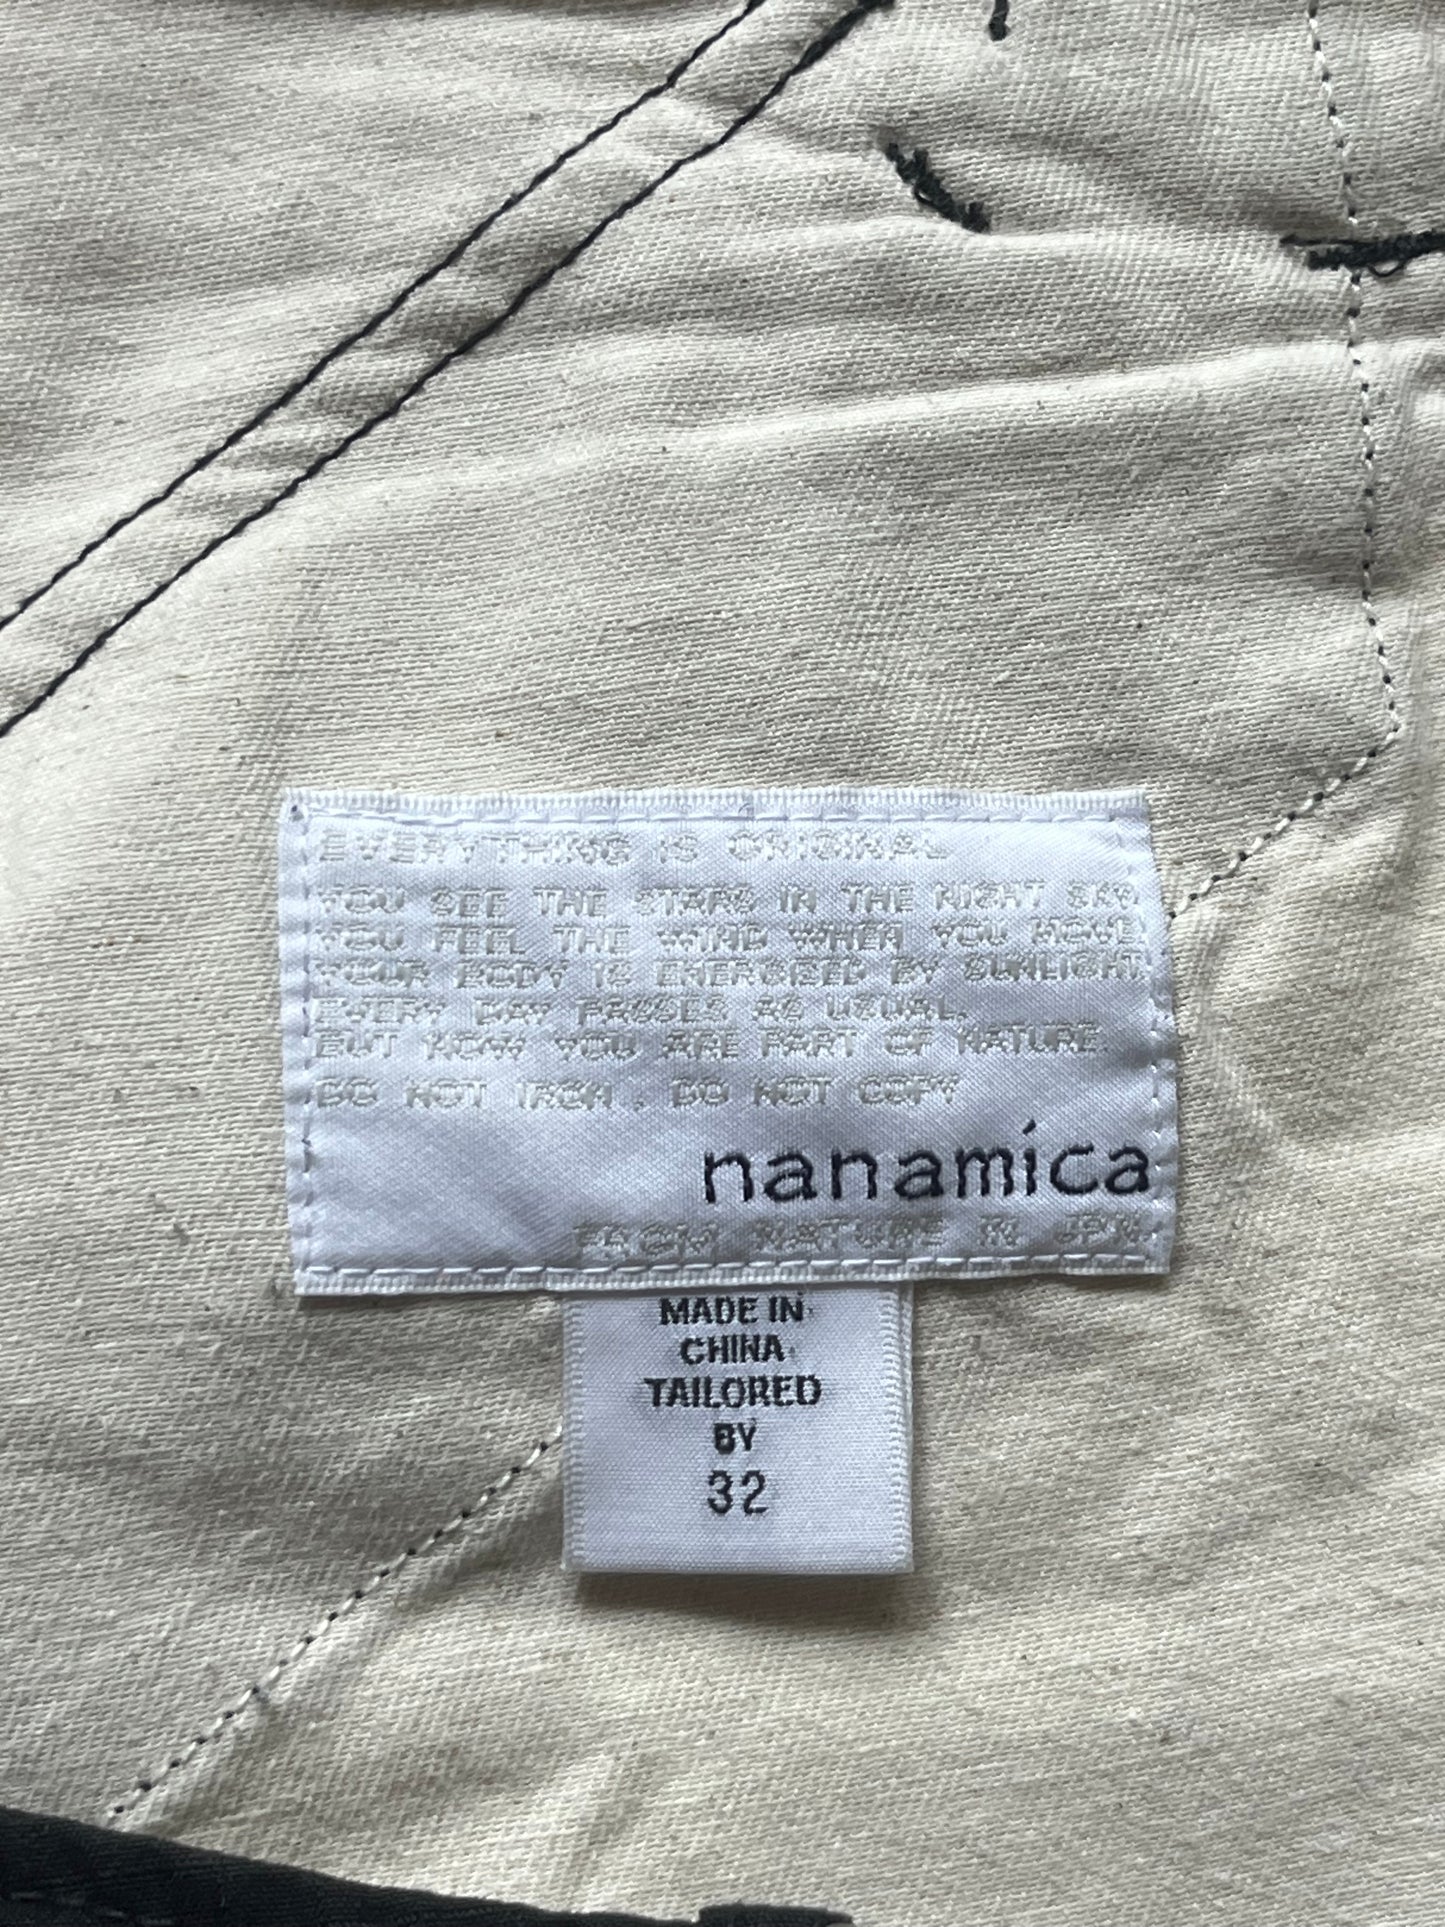 EVERYTHING IS ORIGINAL
YOU SEE THE STARS IN THE NIGHT SKY.
YOU FEEL THE WIND WHEN YOU MOVE.
YOUR BODY IS ENERGIZED BY SUNLIGHT.
EVERY DAY PASSES AS USUAL.
BUT NOW YOU ARE PART OF NATURE.
DO NOT IRON. DO NOT COPY
nanamíca
FROM NATURE IN JPN.
MADE IN
CHINA
TAILORED
BY
32